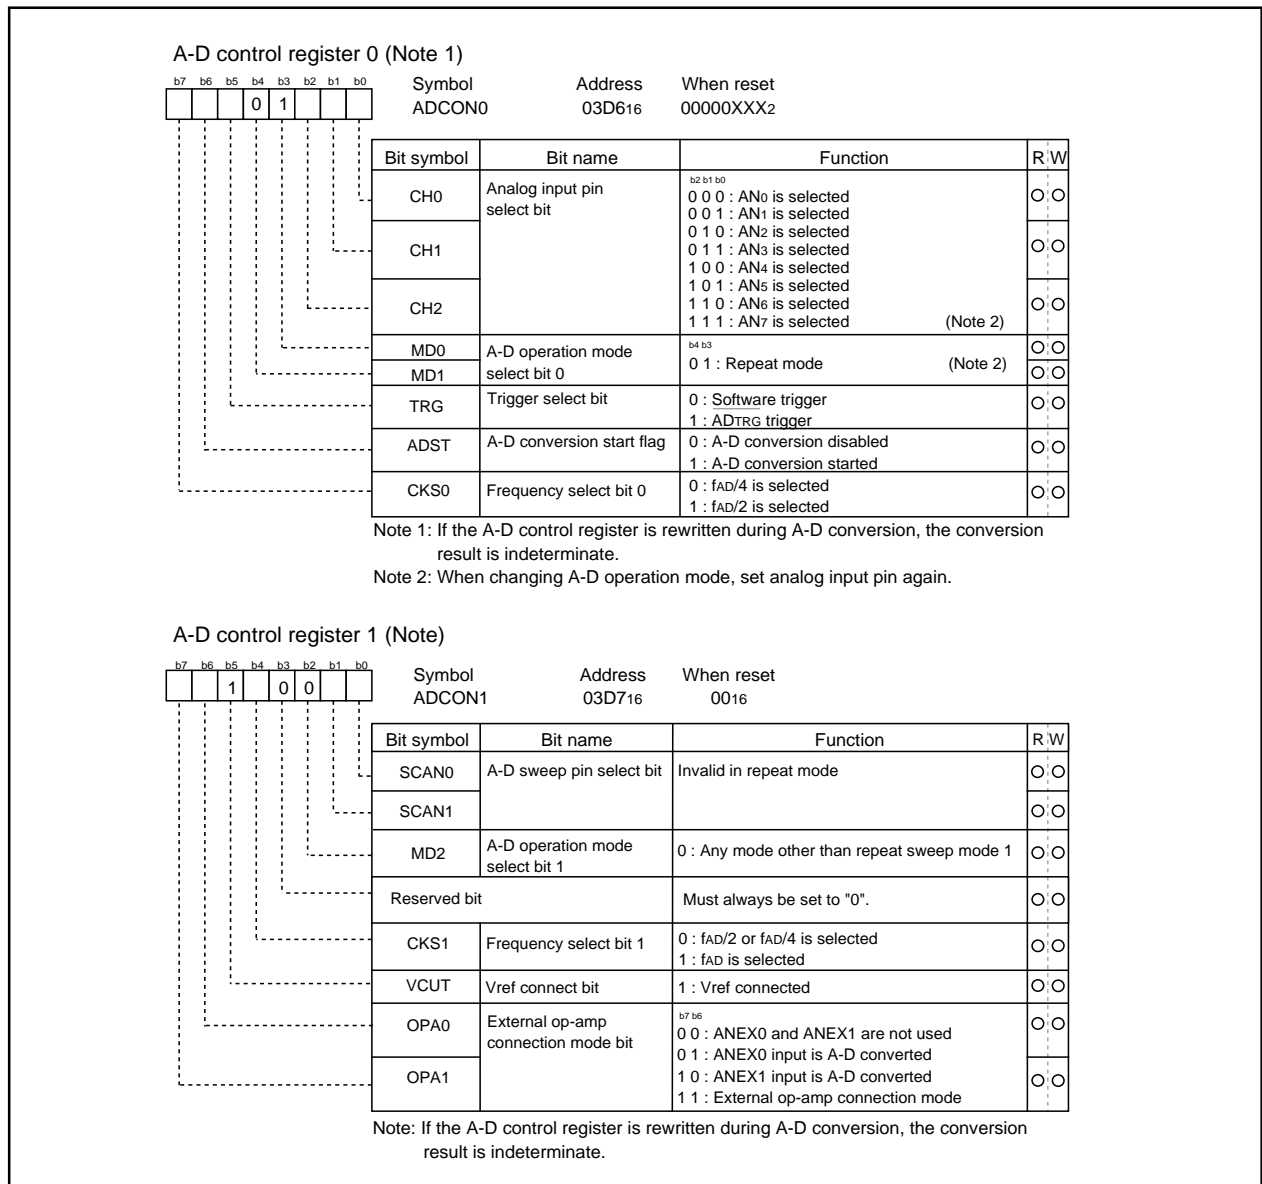 A-D control register 0 (Note 1)
b7 b6 b5 b4 b3 b2 b1 b0
0 1
Symbol Address When reset
ADCON0 03D616 00000XXX2
Bit symbol Bit name Function R W
CH0 Analog input pin select bit
b2 b1 b0
0 0 0 : AN0 is selected
0 0 1 : AN1 is selected
0 1 0 : AN2 is selected
CH1
0 1 1 : AN3 is selected
1 0 0 : AN4 is selected
1 0 1 : AN5 is selected
CH2
1 1 0 : AN6 is selected
1 1 1 : AN7 is selected (Note 2)
MD0 A-D operation mode select bit 0
b4 b3
0 1 : Repeat mode (Note 2)
MD1
TRG Trigger select bit 0 : Software trigger
1 : ADTRG trigger
ADST A-D conversion start flag 0 : A-D conversion disabled
1 : A-D conversion started
CKS0 Frequency select bit 0 0 : fAD/4 is selected
1 : fAD/2 is selected
Note 1: If the A-D control register is rewritten during A-D conversion, the conversion
result is indeterminate.
Note 2: When changing A-D operation mode, set analog input pin again.
A-D control register 1 (Note)
b7 b6 b5 b4 b3 b2 b1 b0
1 0 0
Symbol Address When reset
ADCON1 03D716 0016
Bit symbol Bit name Function R W
SCAN0 A-D sweep pin select bit Invalid in repeat mode
SCAN1
MD2 A-D operation mode select bit 1 0 : Any mode other than repeat sweep mode 1
Reserved bit Must always be set to "0".
CKS1 Frequency select bit 1 0 : fAD/2 or fAD/4 is selected
1 : fAD is selected
VCUT Vref connect bit 1 : Vref connected
OPA0 External op-amp connection mode bit
b7 b6
0 0 : ANEX0 and ANEX1 are not used
0 1 : ANEX0 input is A-D converted
OPA1
1 0 : ANEX1 input is A-D converted
1 1 : External op-amp connection mode
Note: If the A-D control register is rewritten during A-D conversion, the conversion
result is indeterminate.